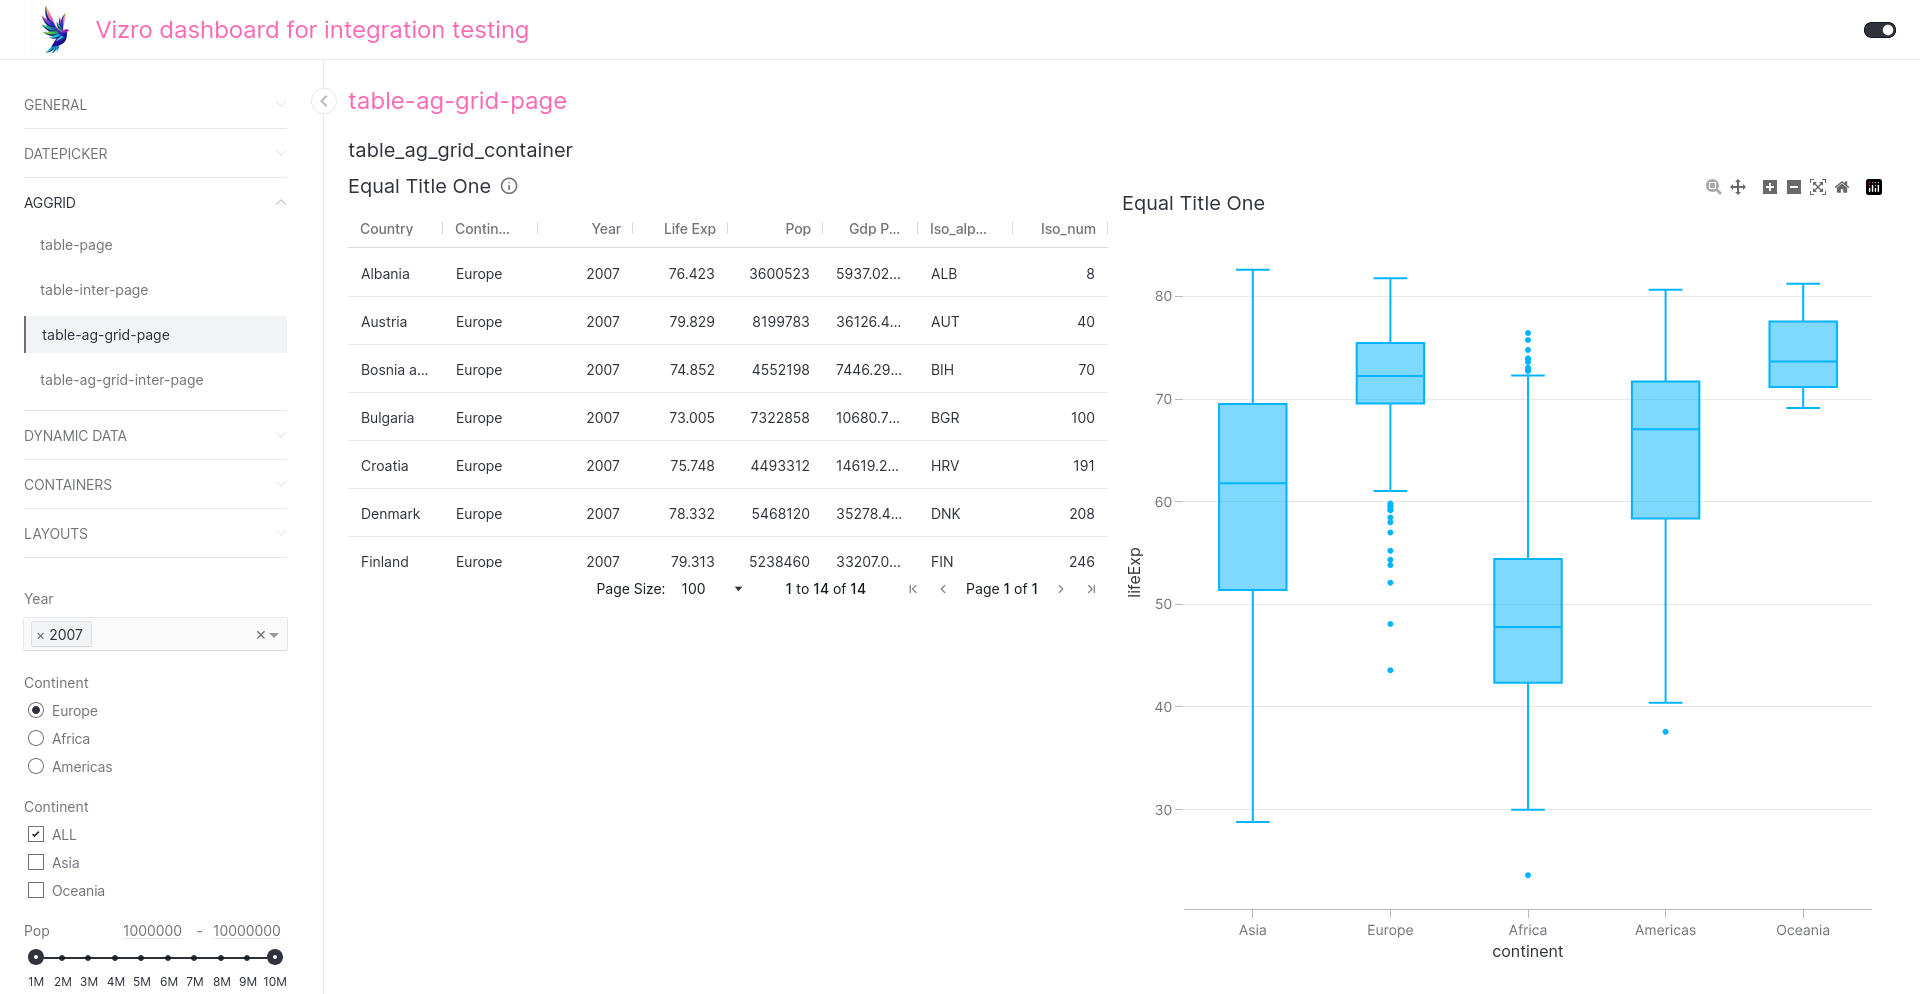 Vizro dashboard for integration testing
GENERAL
DATEPICKER
AGGRID
table-page
table-inter-page
table-ag-grid-page
table-ag-grid-inter-page
DYNAMIC DATA
CONTAINERS
LAYOUTS
Year
× 2007
Continent
Europe
Africa
Americas
Continent
ALL
Asia
Oceania
Pop 1000000 - 10000000
1M 2M 3M 4M 5M 6M 7M 8M 9M 10M
table-ag-grid-page
table_ag_grid_container
Equal Title One
Country Contin... Year Life Exp Pop Gdp P... Iso_alp... Iso_num
Albania Europe 2007 76.423 3600523 5937.02... ALB 8
Austria Europe 2007 79.829 8199783 36126.4... AUT 40
Bosnia a... Europe 2007 74.852 4552198 7446.29... BIH 70
Bulgaria Europe 2007 73.005 7322858 10680.7... BGR 100
Croatia Europe 2007 75.748 4493312 14619.2... HRV 191
Denmark Europe 2007 78.332 5468120 35278.4... DNK 208
Finland Europe 2007 79.313 5238460 33207.0... FIN 246
Page Size: 100 1 to 14 of 14 Page 1 of 1
Equal Title One
80
70
60
50
40
30
lifeExp
Asia Europe Africa Americas Oceania
continent